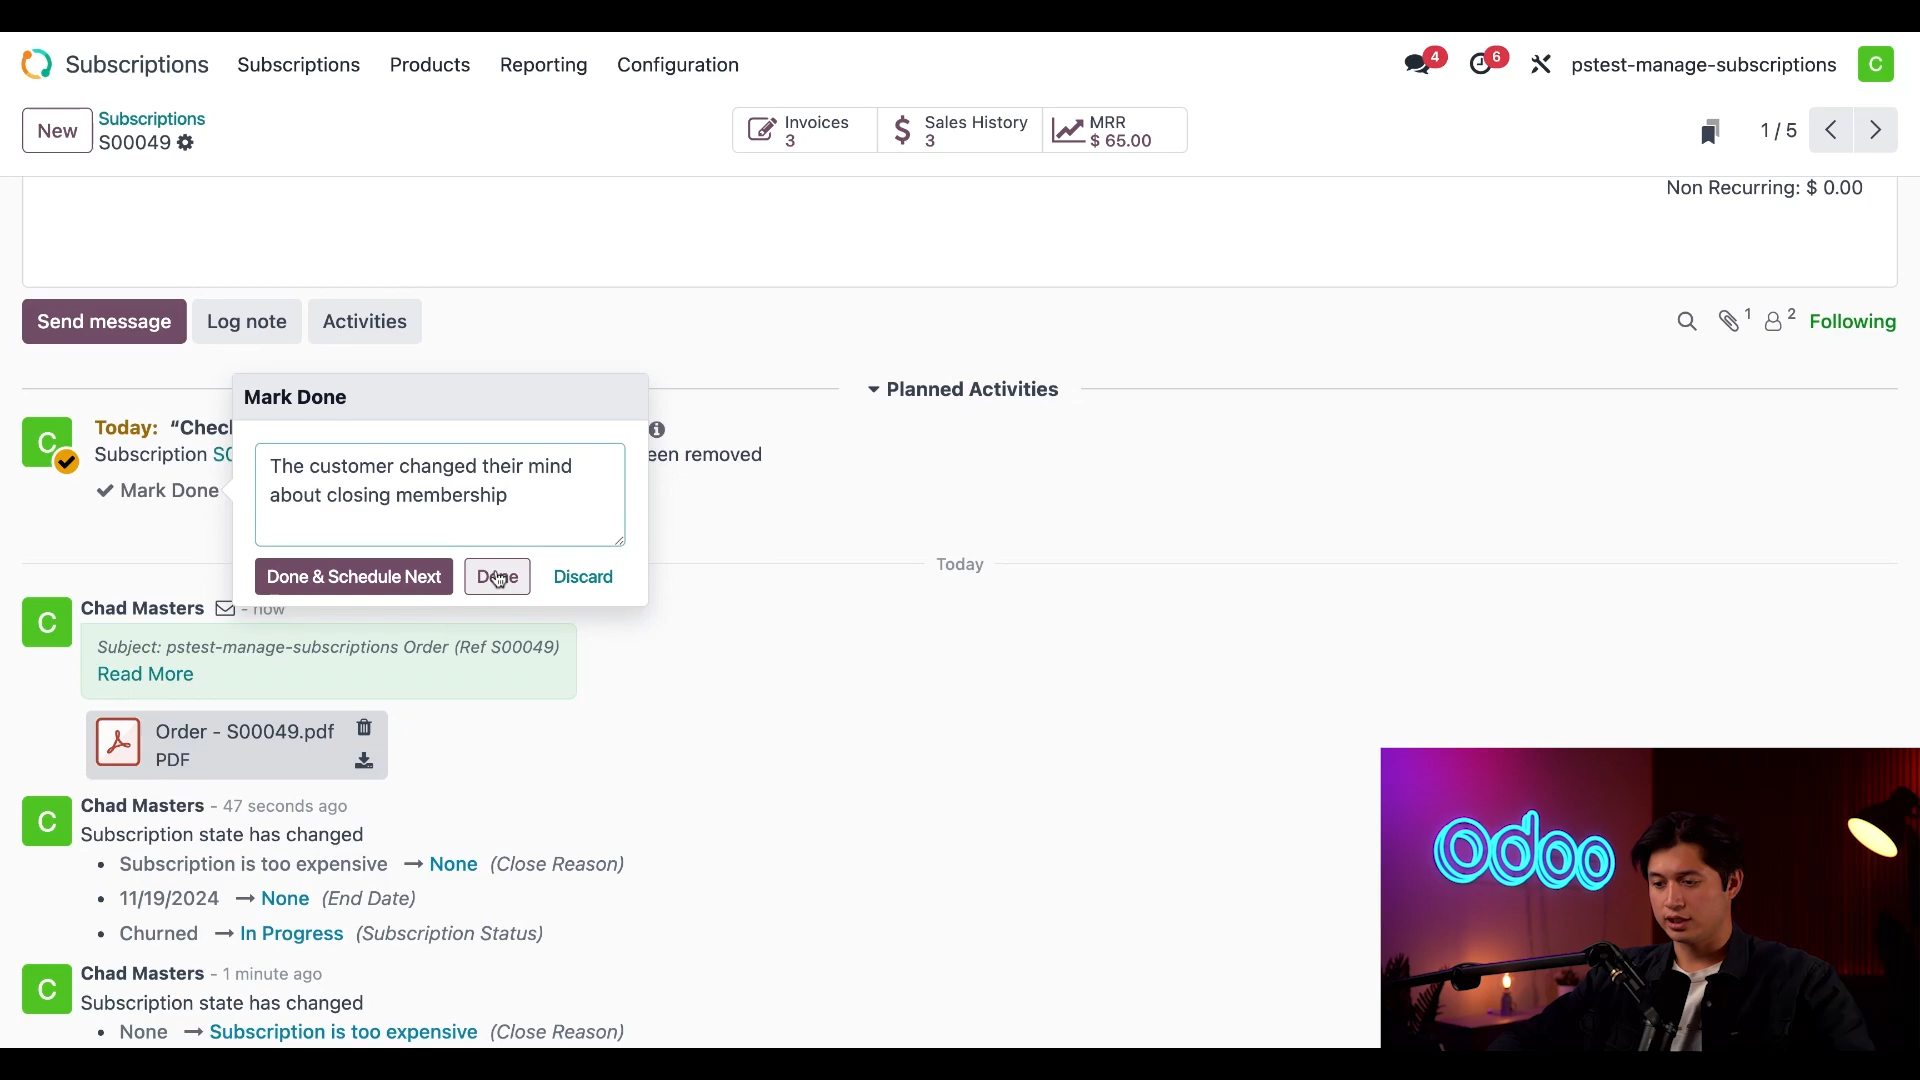 Subscriptions Subscriptions Products Reporting Configuration 4 6 pstest-manage-subscriptions C
New Subscriptions S00049
Invoices 3 Sales History 3 MRR $ 65.00 1 / 5
Non Recurring: $ 0.00
Send message Log note Activities 1 2 Following
Planned Activities
Mark Done
C Today:
Subscription een removed
Mark Done
The customer changed their mind
about closing membership
Done & Schedule Next Done Discard
Today
C Chad Masters - now
Subject: pstest-manage-subscriptions Order (Ref S00049)
Read More
Order - S00049.pdf
PDF
C Chad Masters - 47 seconds ago
Subscription state has changed
• Subscription is too expensive → None (Close Reason)
• 11/19/2024 → None (End Date)
• Churned → In Progress (Subscription Status)
C Chad Masters - 1 minute ago
Subscription state has changed
• None → Subscription is too expensive (Close Reason)
odoo